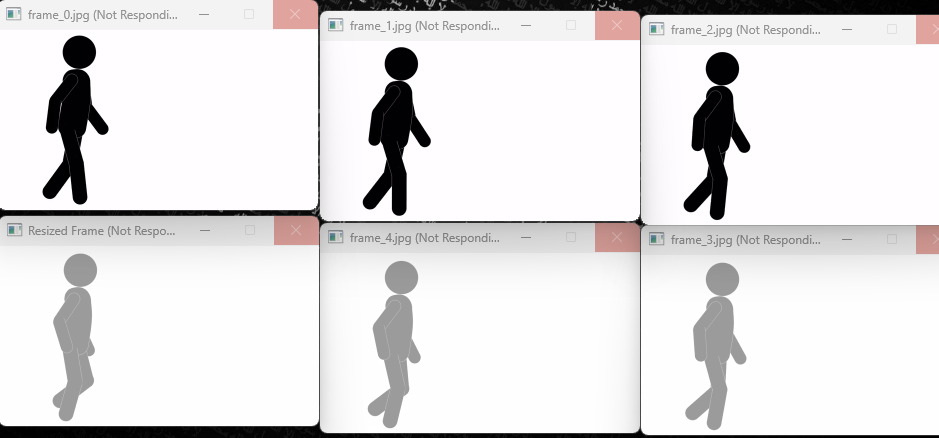 frame_0.jpg (Not Respondi...
frame_1.jpg (Not Respondi...
frame_2.jpg (Not Respondi...
Resized Frame (Not Respo...
frame_4.jpg (Not Respondi...
frame_3.jpg (Not Respondi...